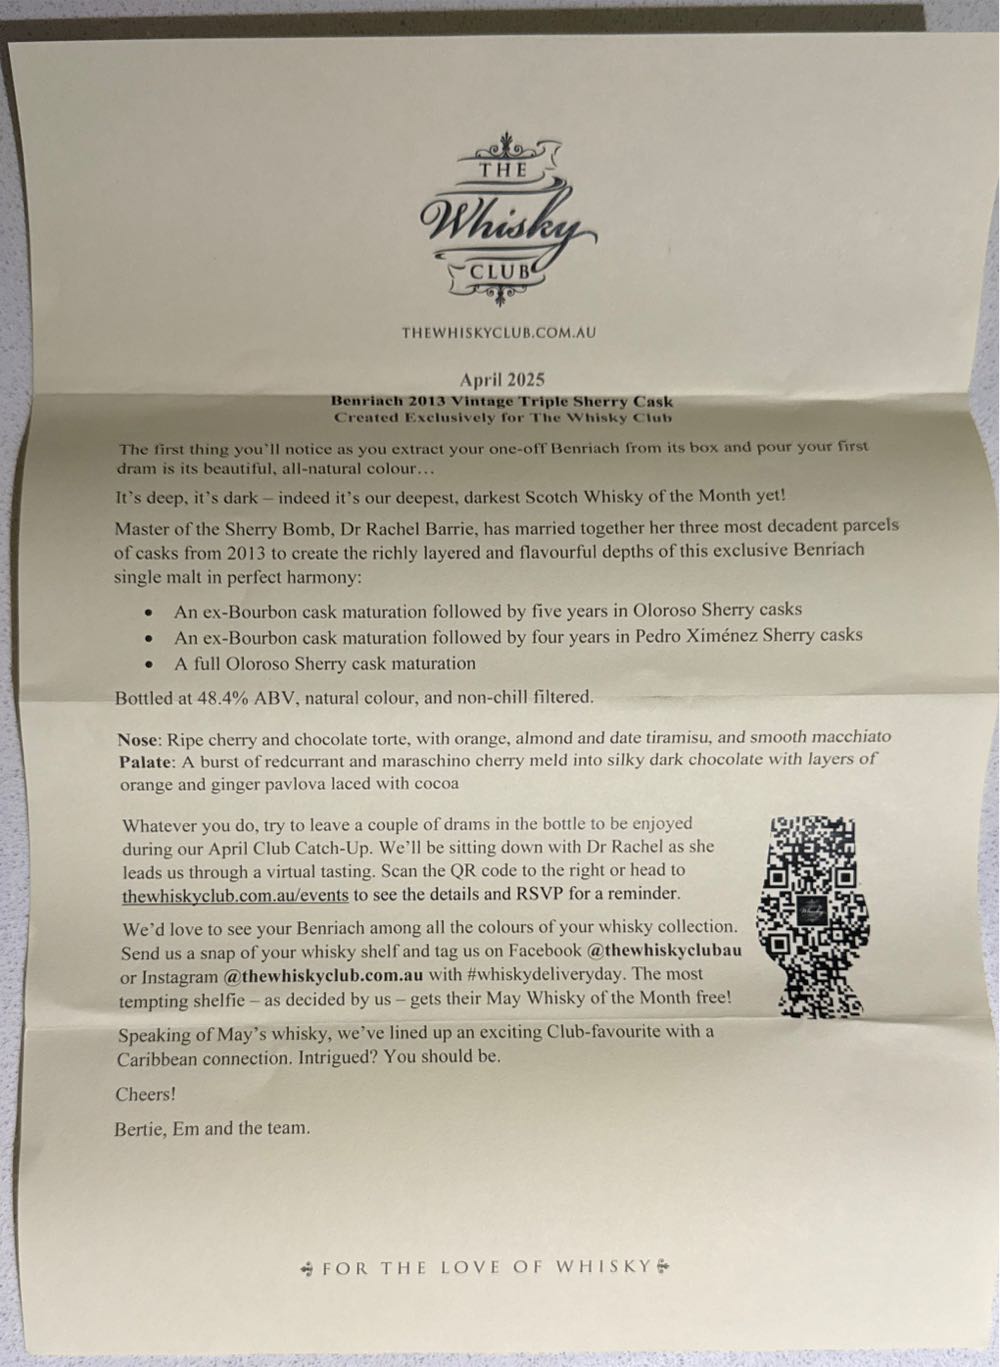 THE
Whisky
CLUB
THEWHISKYCLUB.COM.AU
April 2025
Benriach 2013 Vintage Triple Sherry Cask
Created Exclusively for The Whisky Club
The first thing you'll notice as you extract your one-off Benriach from its box and pour your first
dram is its beautiful, all-natural colour…
It's deep, it's dark – indeed it's our deepest, darkest Scotch Whisky of the Month yet!
Master of the Sherry Bomb, Dr Rachel Barrie, has married together her three most decadent parcels
of casks from 2013 to create the richly layered and flavourful depths of this exclusive Benriach
single malt in perfect harmony:
• An ex-Bourbon cask maturation followed by five years in Oloroso Sherry casks
• An ex-Bourbon cask maturation followed by four years in Pedro Ximénez Sherry casks
• A full Oloroso Sherry cask maturation
Bottled at 48.4% ABV, natural colour, and non-chill filtered.
Nose: Ripe cherry and chocolate torte, with orange, almond and date tiramisu, and smooth macchiato
Palate: A burst of redcurrant and maraschino cherry meld into silky dark chocolate with layers of
orange and ginger pavlova laced with cocoa
Whatever you do, try to leave a couple of drams in the bottle to be enjoyed
during our April Club Catch-Up. We'll be sitting down with Dr Rachel as she
leads us through a virtual tasting. Scan the QR code to the right or head to
thewhiskyclub.com.au/events to see the details and RSVP for a reminder.
We'd love to see your Benriach among all the colours of your whisky collection.
Send us a snap of your whisky shelf and tag us on Facebook @thewhiskyclubau
or Instagram @thewhiskyclub.com.au with #whiskydeliveryday. The most
tempting shelfie – as decided by us – gets their May Whisky of the Month free!
Speaking of May's whisky, we've lined up an exciting Club-favourite with a
Caribbean connection. Intrigued? You should be.
Cheers!
Bertie, Em and the team.
FOR THE LOVE OF WHISKY